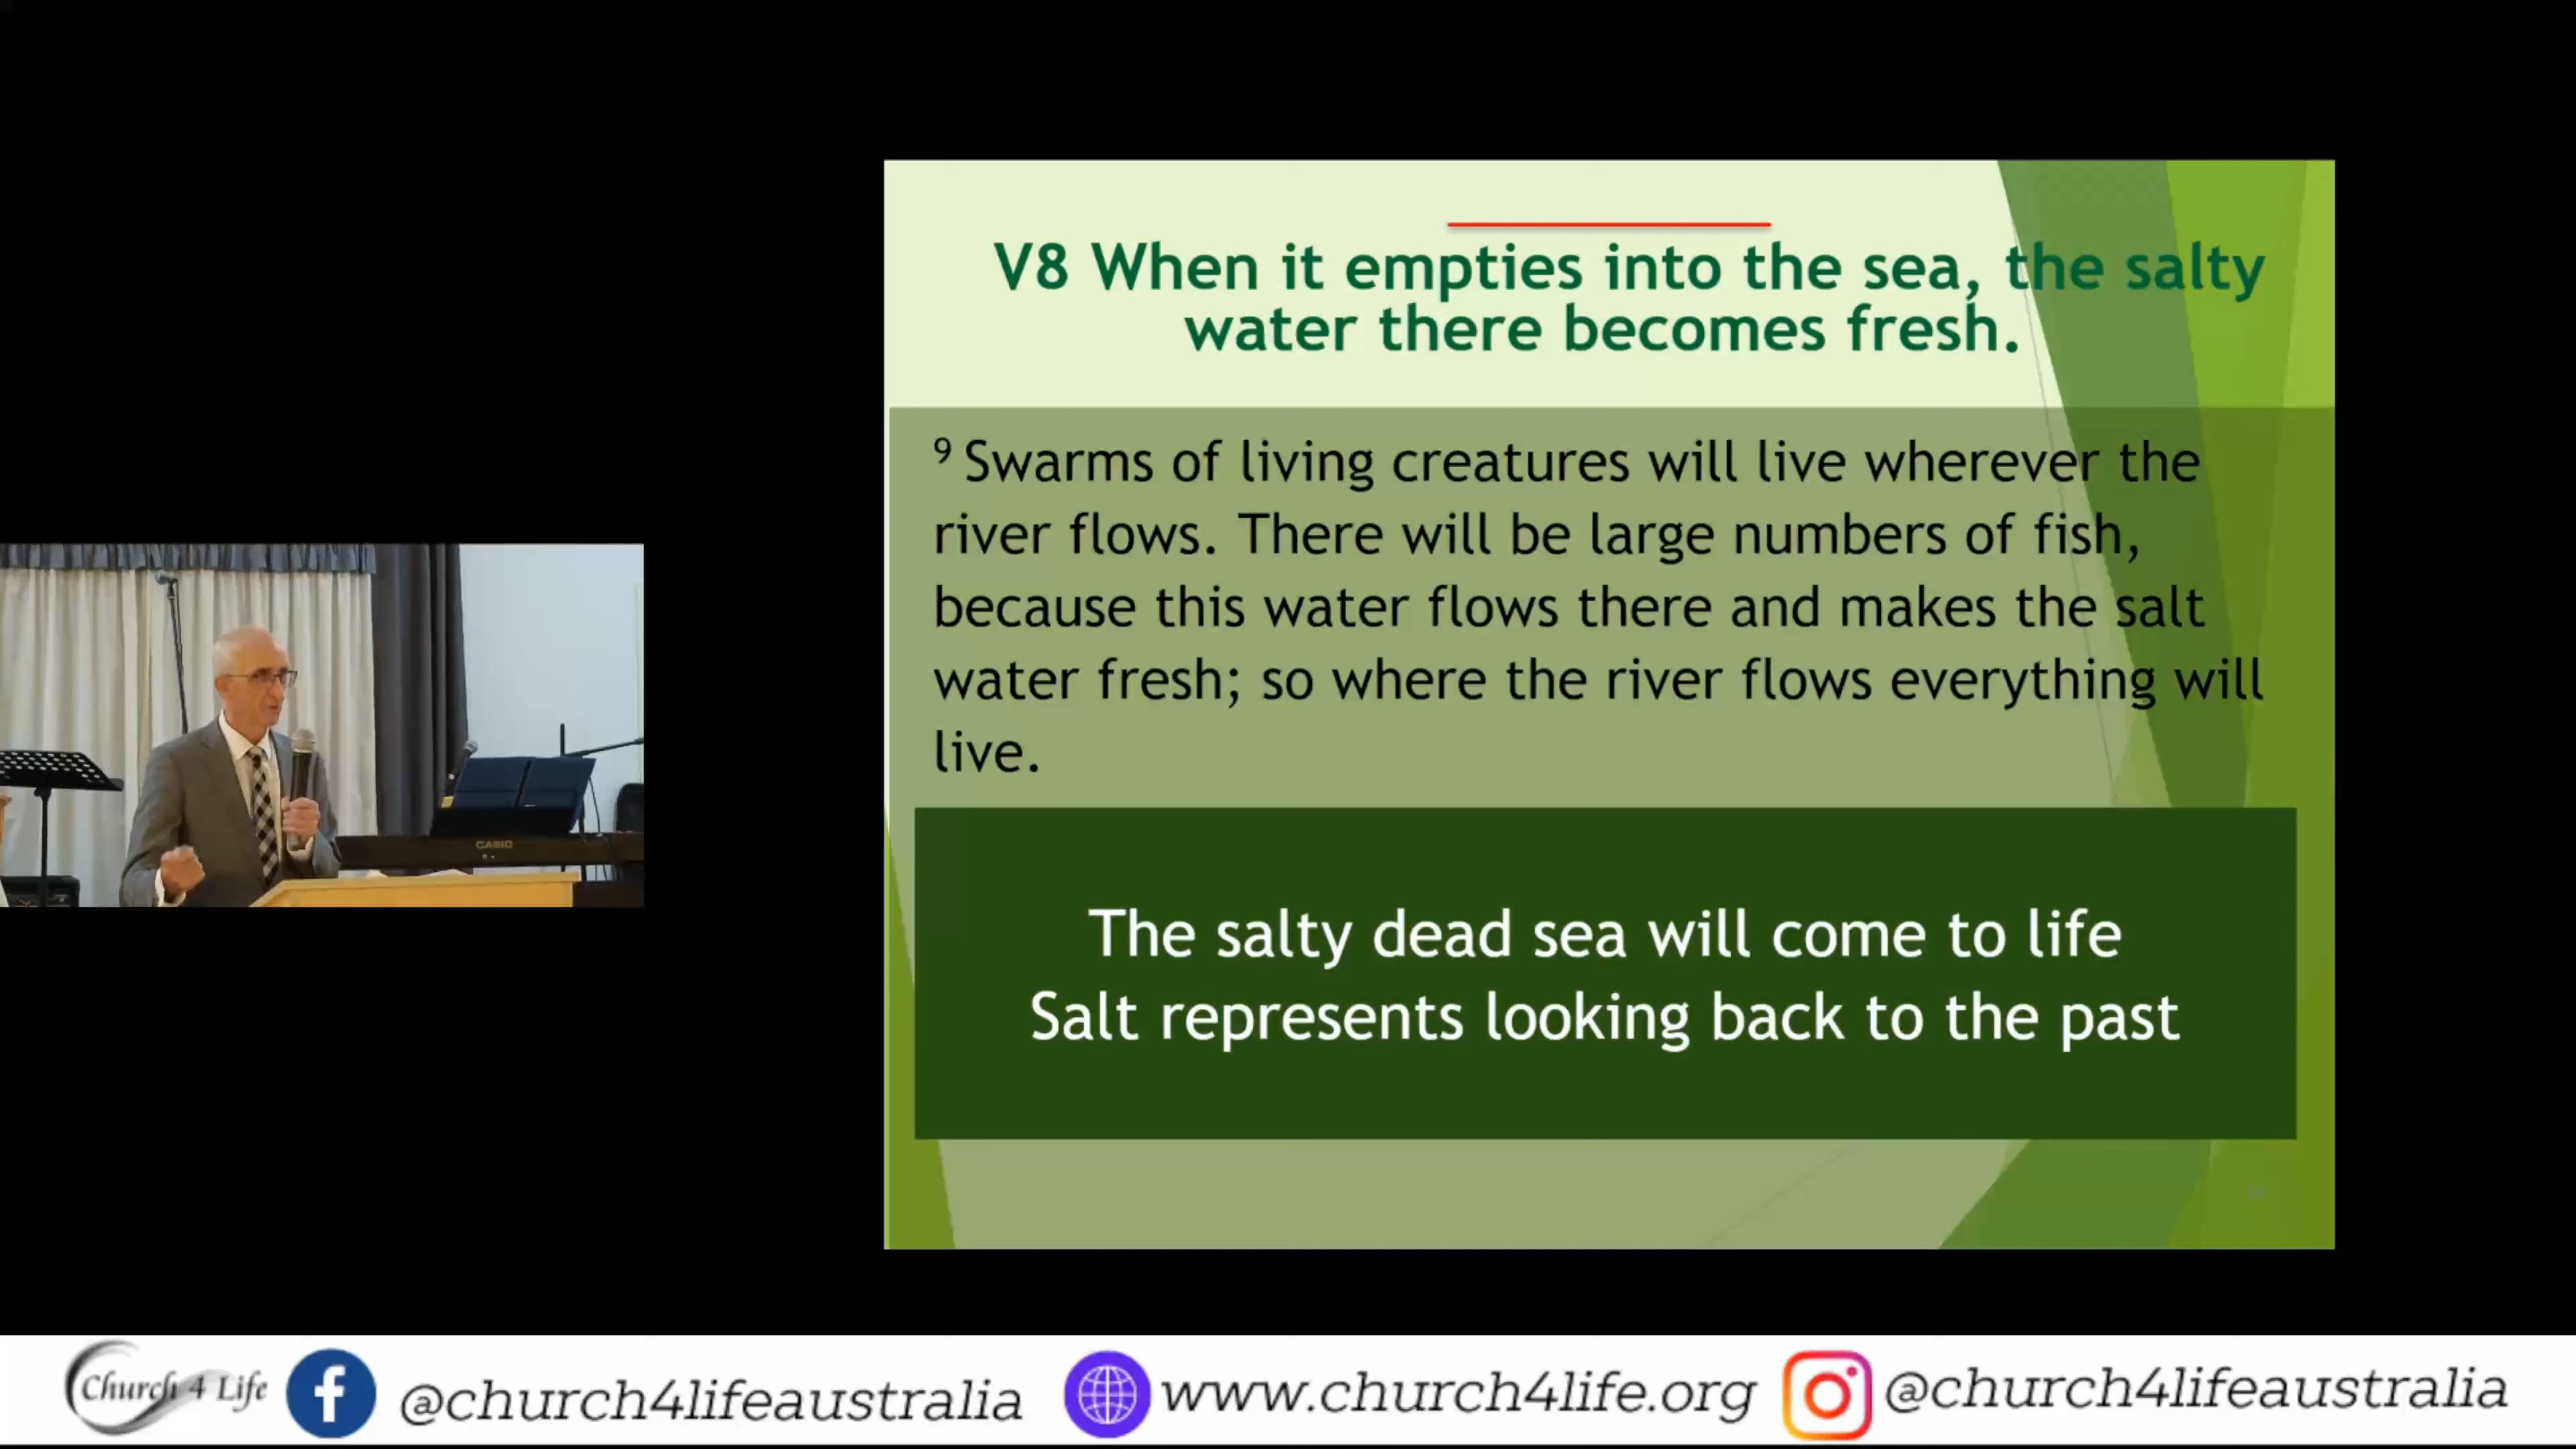 V8 When it empties into the sea, the salty
water there becomes fresh.
9 Swarms of living creatures will live wherever the
river flows. There will be large numbers of fish,
because this water flows there and makes the salt
water fresh; so where the river flows everything will
live.
The salty dead sea will come to life
Salt represents looking back to the past
CASIO
Church 4 Life
@church4lifeaustralia
www.church4life.org
@church4lifeaustralia